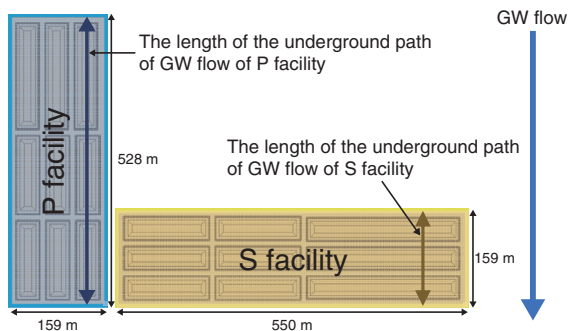 GW flow
The length of the underground path
of GW flow of P facility
P facility
528 m
The length of the underground path
of GW flow of S facility
S facility
159 m
159 m
550 m